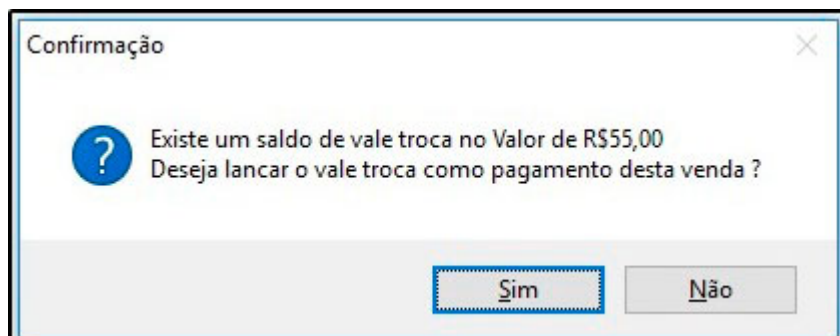 Confirmação
Existe um saldo de vale troca no Valor de R$55,00
Deseja lancar o vale troca como pagamento desta venda ?
Sim
Não